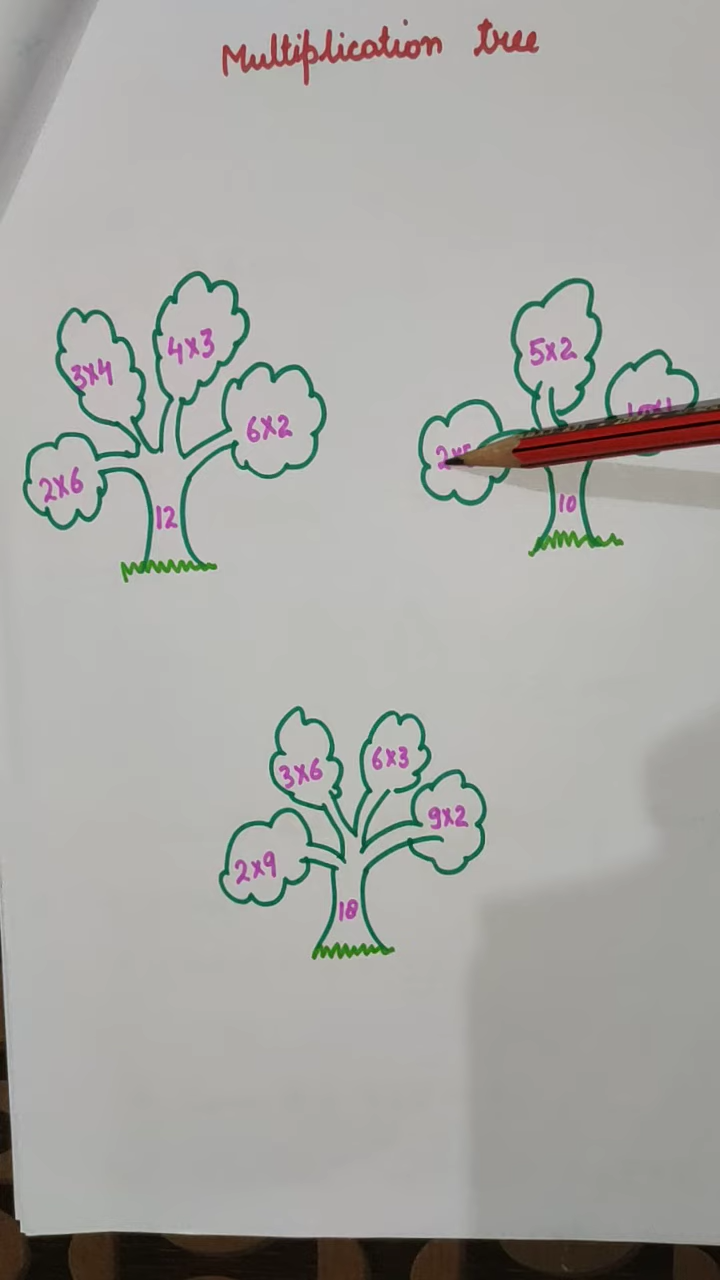 Multiplication tree
3x4
4x3
2x6
6x2
12
5x2
10
3x6
6x3
2x9
9x2
18